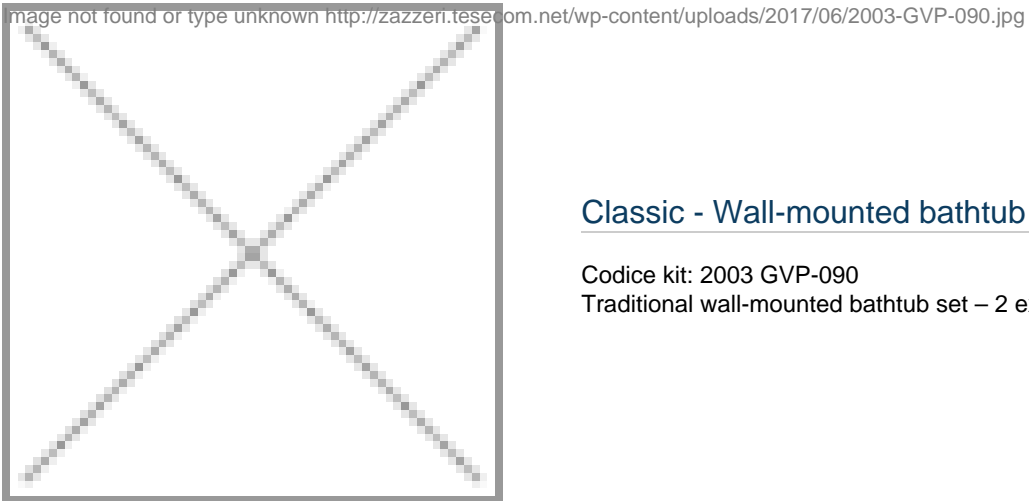 Image not found or type unknown http://zazzeri.tesecom.net/wp-content/uploads/2017/06/2003-GVP-090.jpg
Classic - Wall-mounted bathtub
Codice kit: 2003 GVP-090
Traditional wall-mounted bathtub set – 2 e